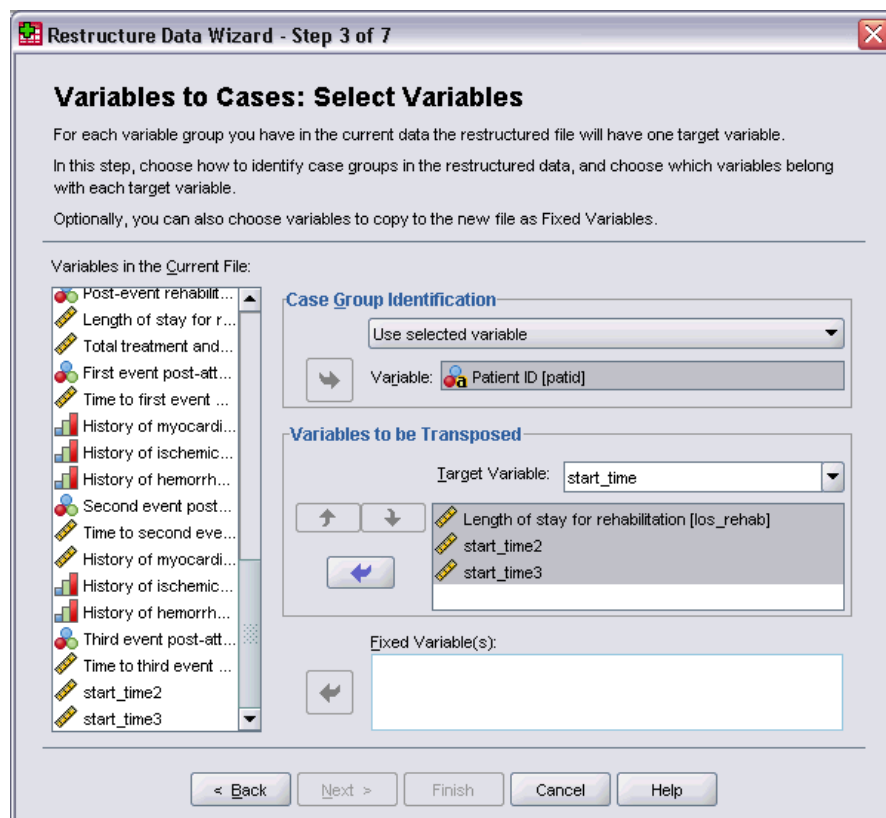 Restructure Data Wizard - Step 3 of 7
Variables to Cases: Select Variables
For each variable group you have in the current data the restructured file will have one target variable.
In this step, choose how to identify case groups in the restructured data, and choose which variables belong
with each target variable.
Optionally, you can also choose variables to copy to the new file as Fixed Variables.
Variables in the Current File:
Post-event rehabilit...
Length of stay for r...
Total treatment and...
First event post-att...
Time to first event ...
History of myocardi...
History of ischemic...
History of hemorrh...
Second event post...
Time to second eve...
History of myocardi...
History of ischemic...
History of hemorrh...
Third event post-att...
Time to third event ...
start_time2
start_time3
Case Group Identification
Use selected variable
Variable: a Patient ID [patid]
Variables to be Transposed
Target Variable: start_time
Length of stay for rehabilitation [los_rehab]
start_time2
start_time3
Fixed Variable(s):
< Back Next > Finish Cancel Help